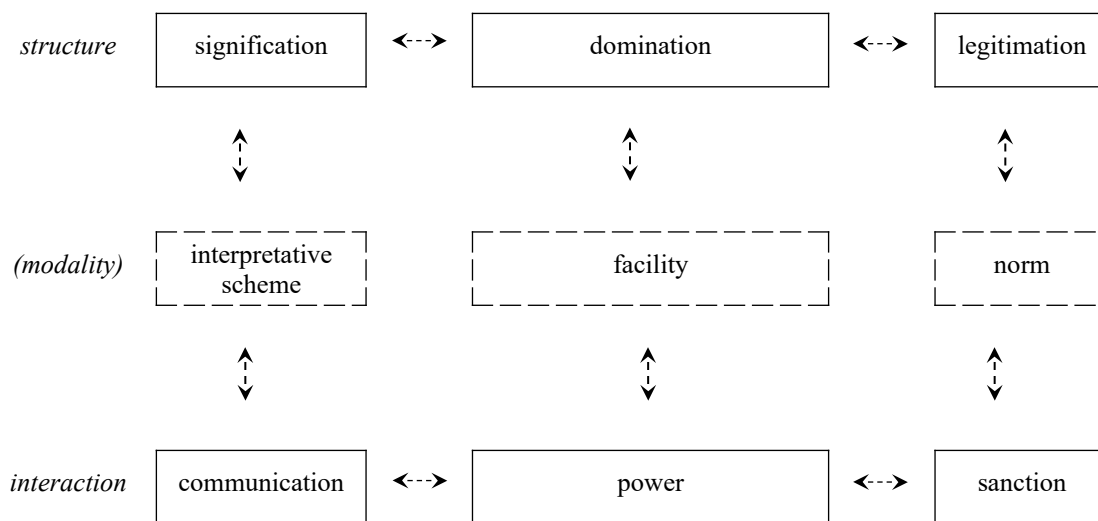 structure signification domination legitimation
(modality) interpretative scheme facility norm
interaction communication power sanction